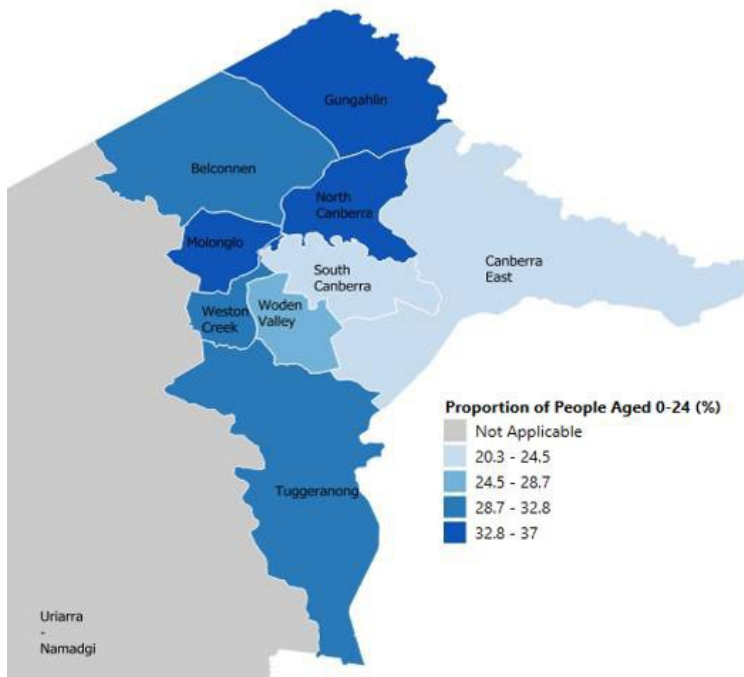 Gungahlin
Belconnen
North
Canberra
Molonglo
South
Canberra
Canberra
East
Weston
Creek
Woden
Valley
Proportion of People Aged 0-24 (%)
Not Applicable
20.3 - 24.5
24.5 - 28.7
28.7 - 32.8
32.8 - 37
Tuggeranong
Uriarra
-
Namadgi